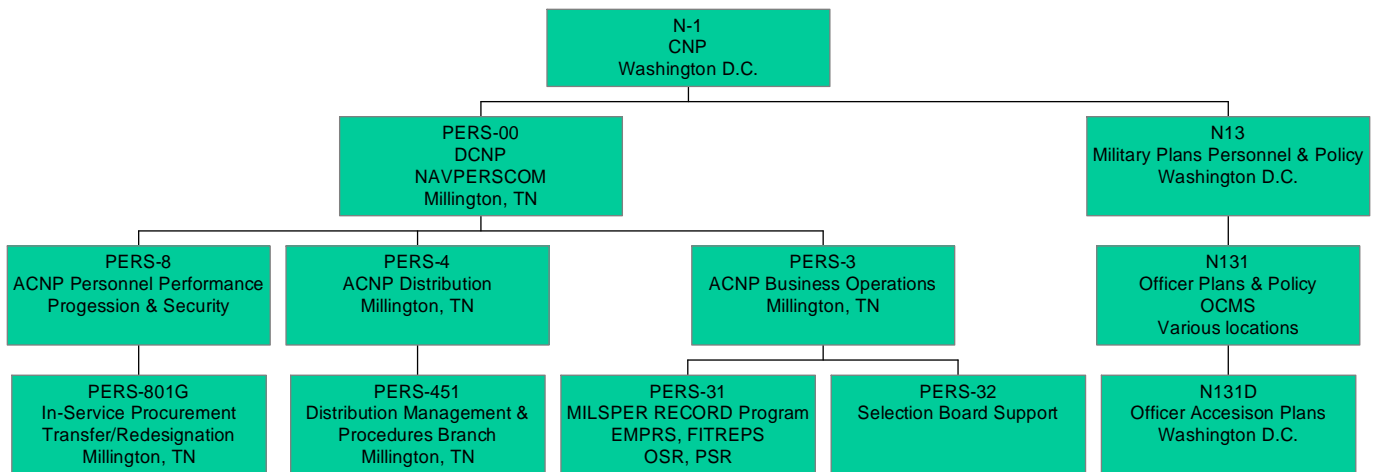 N-1
CNP
Washington D.C.
PERS-00
DCNP
NAVPERSCOM
Millington, TN
N13
Military Plans Personnel & Policy
Washington D.C.
PERS-8
ACNP Personnel Performance
Progession & Security
PERS-4
ACNP Distribution
Millington, TN
PERS-3
ACNP Business Operations
Millington, TN
N131
Officer Plans & Policy
OCMS
Various locations
PERS-801G
In-Service Procurement
Transfer/Redesignation
Millington, TN
PERS-451
Distribution Management &
Procedures Branch
Millington, TN
PERS-31
MILSPER RECORD Program
EMPRS, FITREPS
OSR, PSR
PERS-32
Selection Board Support
N131D
Officer Accesison Plans
Washington D.C.